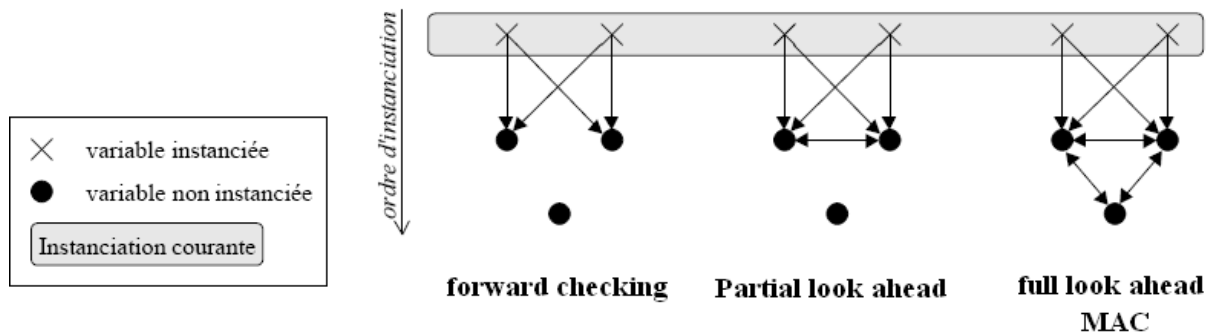 ordre d'instanciation
variable instanciée
variable non instanciée
Instanciation courante
forward checking
Partial look ahead
full look ahead
MAC